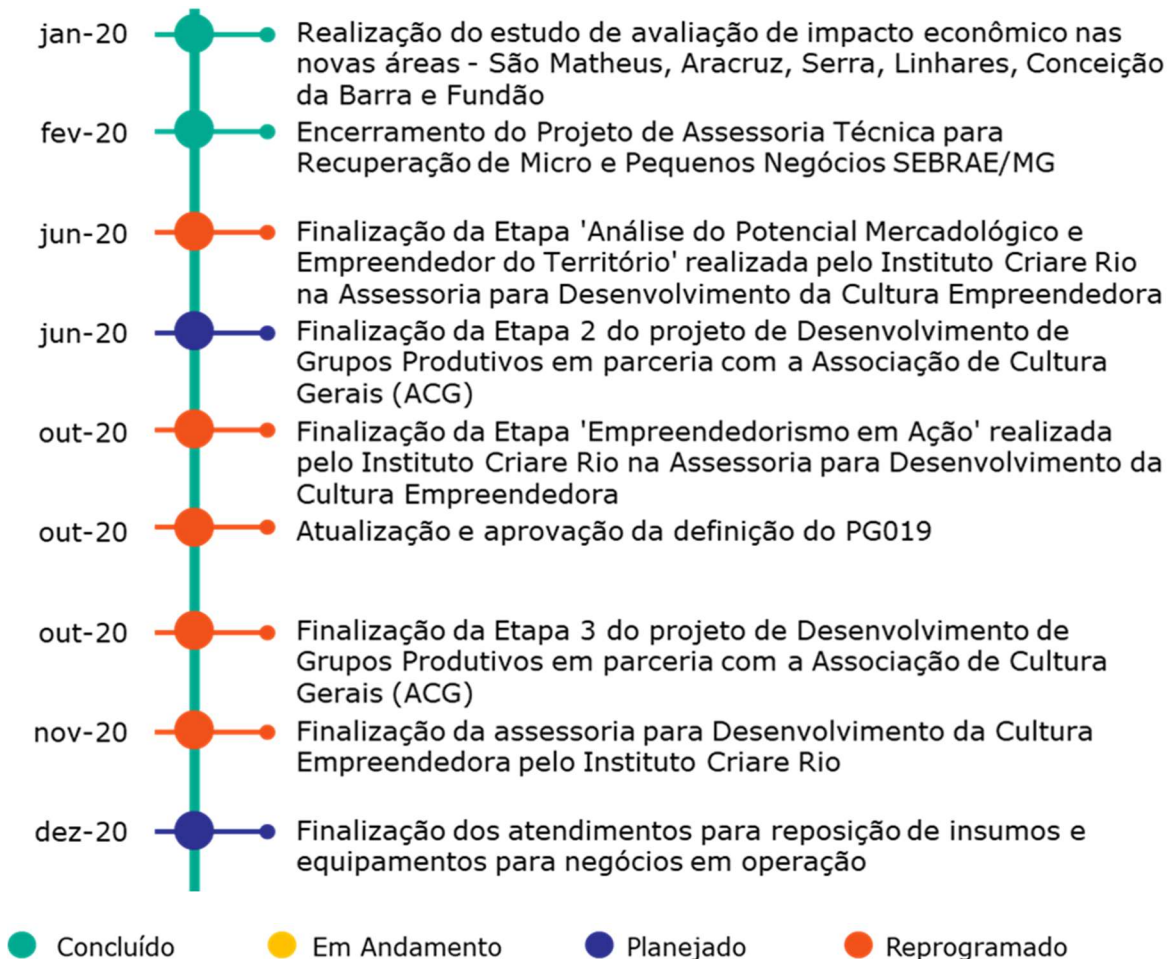 jan-20 Realização do estudo de avaliação de impacto econômico nas
novas áreas - São Matheus, Aracruz, Serra, Linhares, Conceição
da Barra e Fundão
fev-20 Encerramento do Projeto de Assessoria Técnica para
Recuperação de Micro e Pequenos Negócios SEBRAE/MG
jun-20 Finalização da Etapa 'Análise do Potencial Mercadológico e
Empreendedor do Território' realizada pelo Instituto Criare Rio
na Assessoria para Desenvolvimento da Cultura Empreendedora
jun-20 Finalização da Etapa 2 do projeto de Desenvolvimento de
Grupos Produtivos em parceria com a Associação de Cultura
Gerais (ACG)
out-20 Finalização da Etapa 'Empreendedorismo em Ação' realizada
pelo Instituto Criare Rio na Assessoria para Desenvolvimento da
Cultura Empreendedora
out-20 Atualização e aprovação da definição do PG019
out-20 Finalização da Etapa 3 do projeto de Desenvolvimento de
Grupos Produtivos em parceria com a Associação de Cultura
Gerais (ACG)
nov-20 Finalização da assessoria para Desenvolvimento da Cultura
Empreendedora pelo Instituto Criare Rio
dez-20 Finalização dos atendimentos para reposição de insumos e
equipamentos para negócios em operação
Concluído Em Andamento Planejado Reprogramado